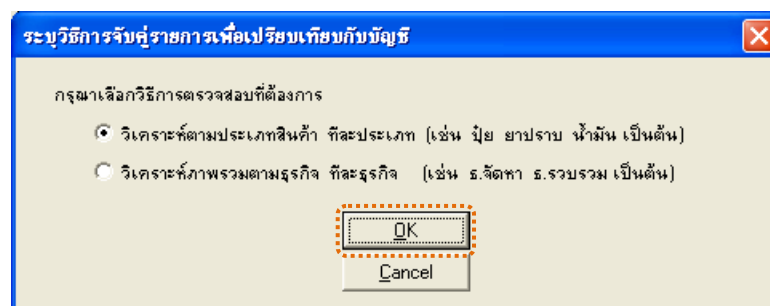 ระบุวิธีการจับคู่รายการเพื่อเปรียบเทียบกับบัญชี
กรุณาเลือกวิธีการตรวจสอบที่ต้องการ
วิเคราะห์ตามประเภทสินค้า ทีละประเภท (เช่น ปุ๋ย ยาปราบ น้ำมัน เป็นต้น)
วิเคราะห์ภาพรวมตามธุรกิจ ทีละธุรกิจ (เช่น ธ.จัดหา ธ.รวบรวม เป็นต้น)
OK
Cancel